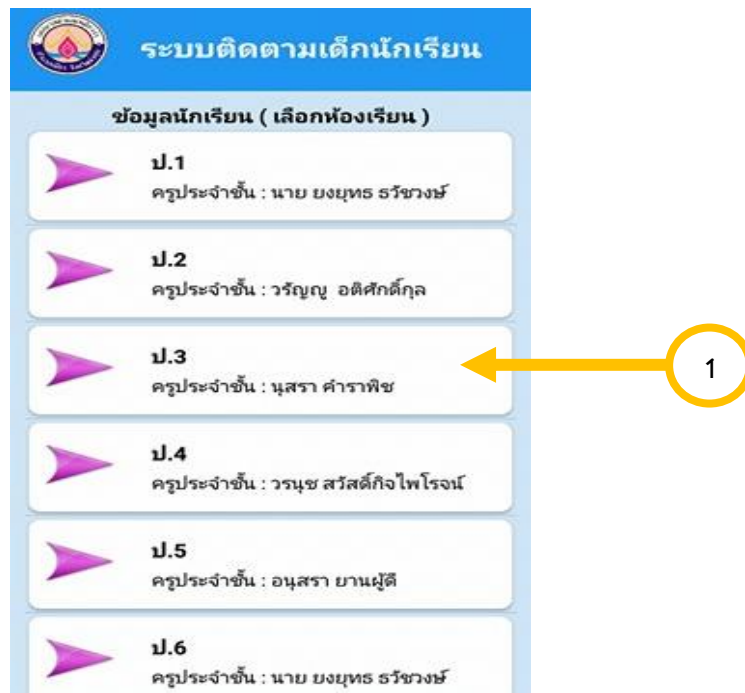 ระบบติดตามเด็กนักเรียน
ข้อมูลนักเรียน ( เลือกห้องเรียน )
ป.1
ครูประจำชั้น : นาย ยงยุทธ ธวัชวงษ์
ป.2
ครูประจำชั้น : วรัญญู อติศักดิ์กุล
ป.3
ครูประจำชั้น : นุสรา คำราพิช
1
ป.4
ครูประจำชั้น : วรนุช สวัสดิ์กิจไพโรจน์
ป.5
ครูประจำชั้น : อนุสรา ยานผู้ดี
ป.6
ครูประจำชั้น : นาย ยงยุทธ ธวัชวงษ์